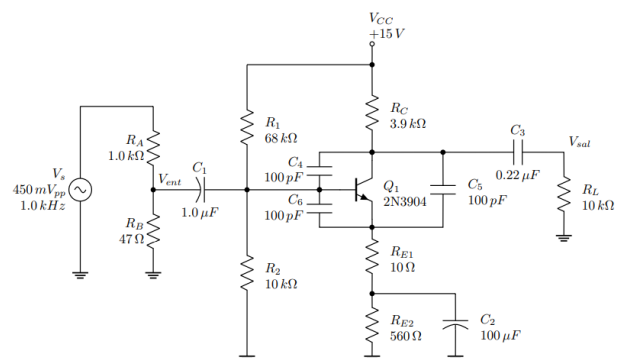 V_CC
+15 V
R_1
68 kΩ
R_C
3.9 kΩ
R_A
1.0 kΩ
V_s
450 mV_pp
1.0 kHz
V_ent
C_1
1.0 μF
R_B
47 Ω
C_4
100 pF
C_6
100 pF
Q_1
2N3904
C_5
100 pF
C_3
0.22 μF
V_sal
R_L
10 kΩ
R_2
10 kΩ
R_E1
10 Ω
R_E2
560 Ω
C_2
100 μF